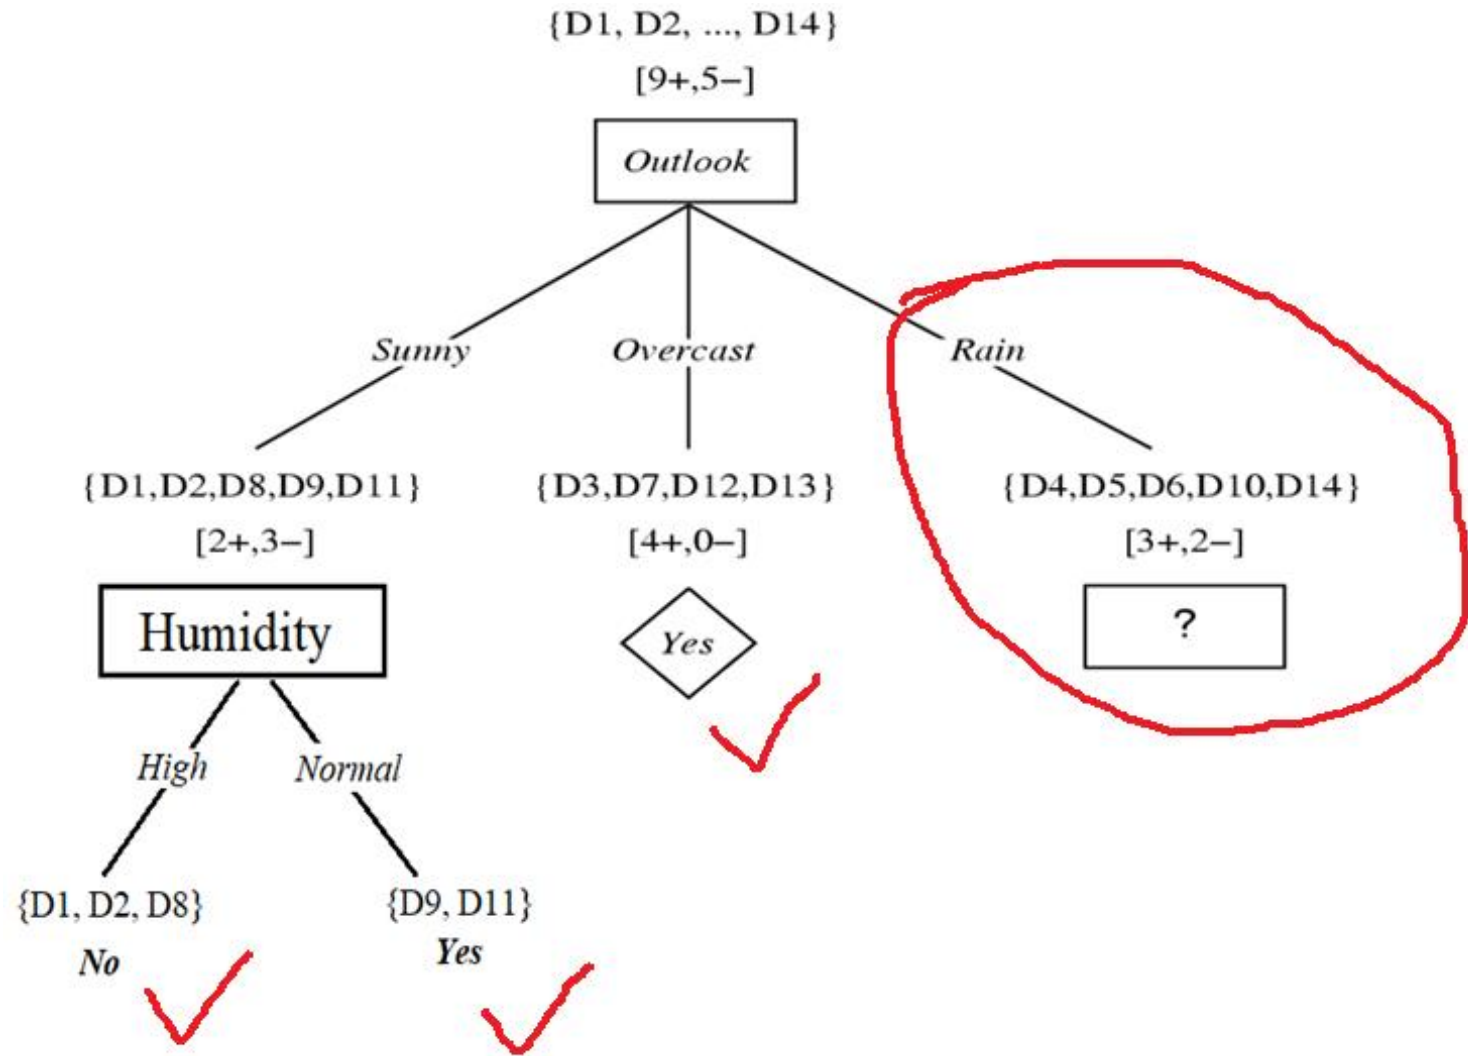 {D1, D2, ..., D14}
[9+,5−]
Outlook
Sunny
Overcast
Rain
{D1,D2,D8,D9,D11}
{D3,D7,D12,D13}
{D4,D5,D6,D10,D14}
[2+,3−]
[4+,0−]
[3+,2−]
Humidity
Yes
?
High
Normal
{D1, D2, D8}
{D9, D11}
No
Yes